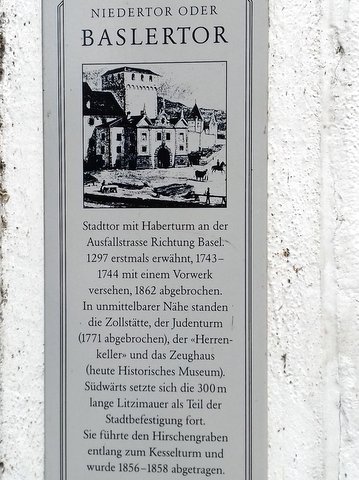 NIEDERTOR ODER
BASLERTOR
Stadttor mit Haberturm an der
Ausfallstrasse Richtung Basel.
1297 erstmals erwähnt, 1743–
1744 mit einem Vorwerk
versehen, 1862 abgebrochen.
In unmittelbarer Nähe standen
die Zollstätte, der Judenturm
(1771 abgebrochen), der «Herren-
keller» und das Zeughaus
(heute Historisches Museum).
Südwärts setzte sich die 300 m
lange Litzimauer als Teil der
Stadtbefestigung fort.
Sie führte den Hirschengraben
entlang zum Kesselturm und
wurde 1856–1858 abgetragen.